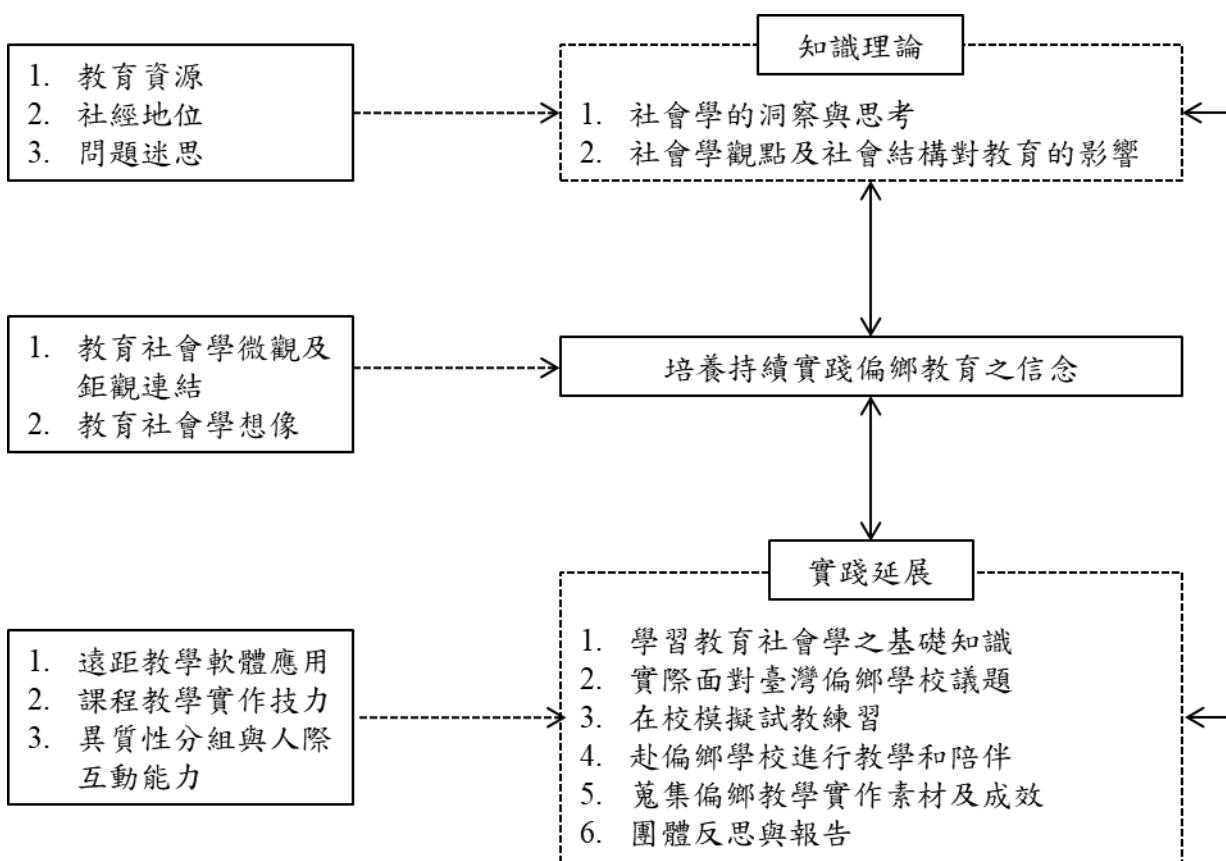 知識理論
1. 教育資源
2. 社經地位
3. 問題迷思
1. 社會學的洞察與思考
2. 社會學觀點及社會結構對教育的影響
1. 教育社會學微觀及
鉅觀連結
2. 教育社會學想像
培養持續實踐偏鄉教育之信念
實踐延展
1. 遠距教學軟體應用
2. 課程教學實作技力
3. 異質性分組與人際
互動能力
1. 學習教育社會學之基礎知識
2. 實際面對臺灣偏鄉學校議題
3. 在校模擬試教練習
4. 赴偏鄉學校進行教學和陪伴
5. 蒐集偏鄉教學實作素材及成效
6. 團體反思與報告